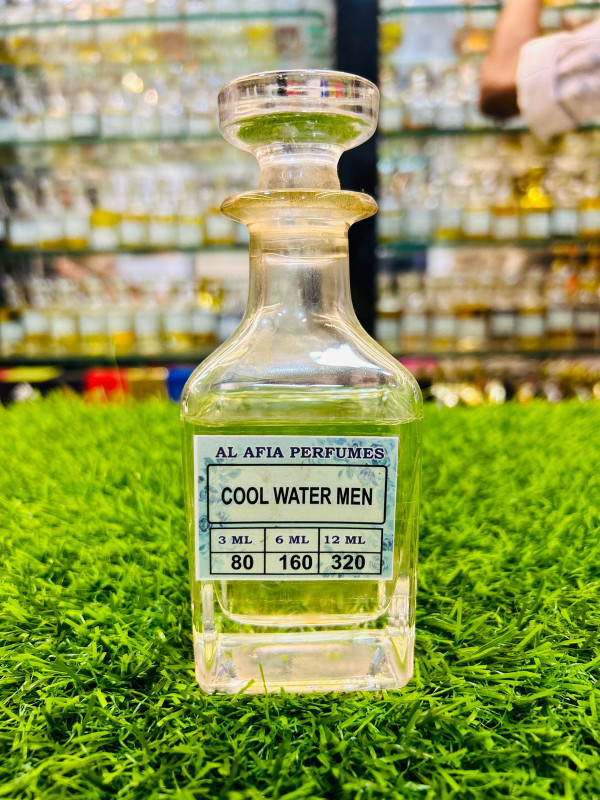 AL AFIA PERFUMES
COOL WATER MEN
3 ML 6 ML 12 ML
80 160 320